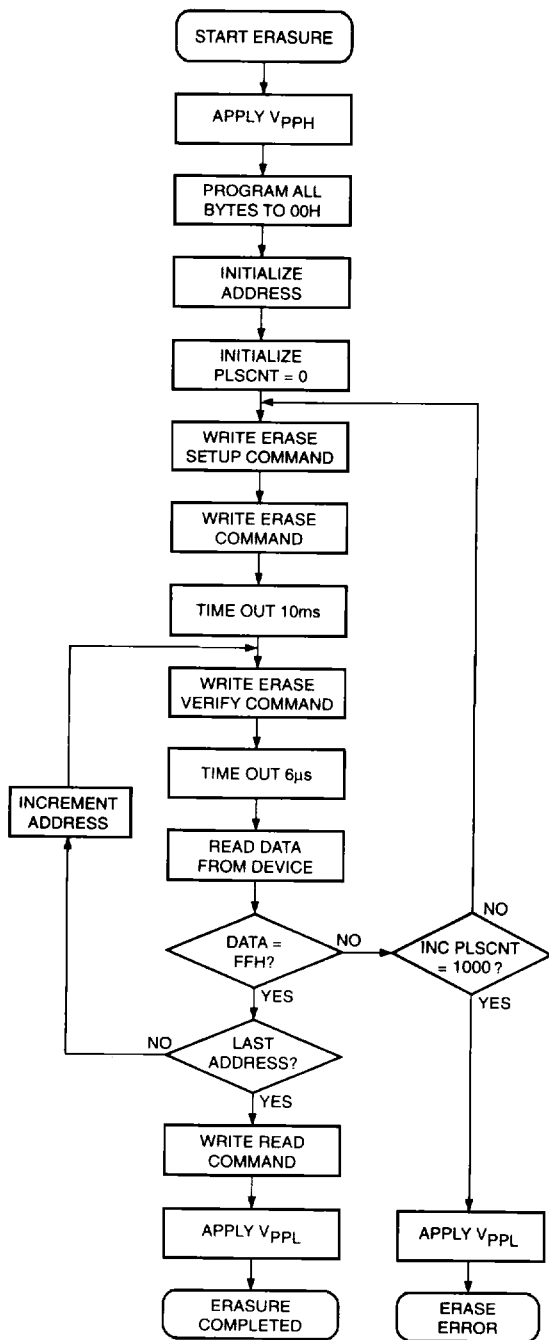 START ERASURE
APPLY VPPH
PROGRAM ALL
BYTES TO 00H
INITIALIZE
ADDRESS
INITIALIZE
PLSCNT = 0
WRITE ERASE
SETUP COMMAND
WRITE ERASE
COMMAND
TIME OUT 10ms
WRITE ERASE
VERIFY COMMAND
TIME OUT 6µs
INCREMENT
ADDRESS
READ DATA
FROM DEVICE
DATA =
FFH?
NO
INC PLSCNT
= 1000 ?
NO
YES
YES
LAST
ADDRESS?
NO
YES
WRITE READ
COMMAND
APPLY VPPL
APPLY VPPL
ERASURE
COMPLETED
ERASE
ERROR